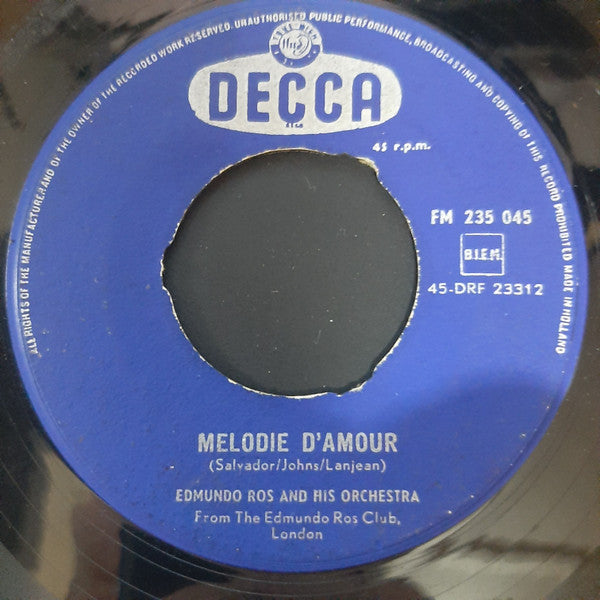 ALL RIGHTS OF THE MANUFACTURER AND OF THE OWNER OF THE RECORDED WORK RESERVED. UNAUTHORISED PUBLIC PERFORMANCE, BROADCASTING AND COPYING OF THIS RECORD PROHIBITED MADE IN HOLLAND
DECCA
45 r.p.m.
FM 235 045
B.I.E.M.
45-DRF 23312
MELODIE D'AMOUR
(Salvador/Johns/Lanjean)
EDMUNDO ROS AND HIS ORCHESTRA
From The Edmundo Ros Club,
London